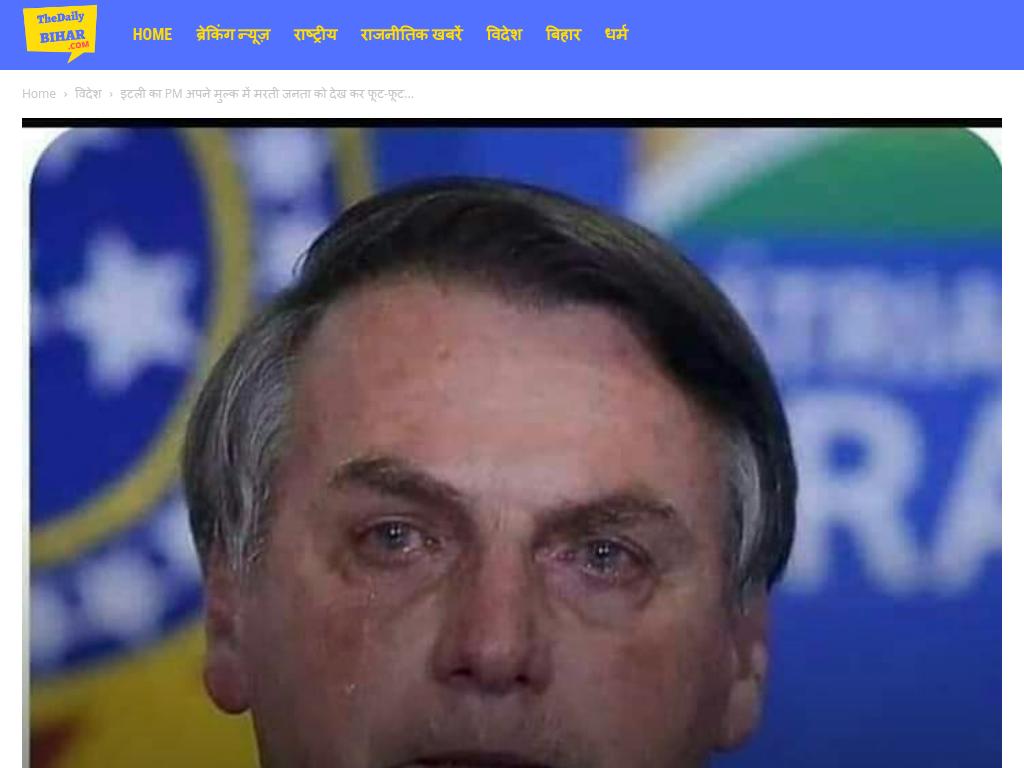 TheDaily
BIHAR
.COM
HOME ब्रेकिंग न्यूज़ राष्ट्रीय राजनीतिक खबरें विदेश बिहार धर्म
Home › विदेश › इटली का PM अपने मुल्क में मरती जनता को देख कर फूट-फूट...
RA